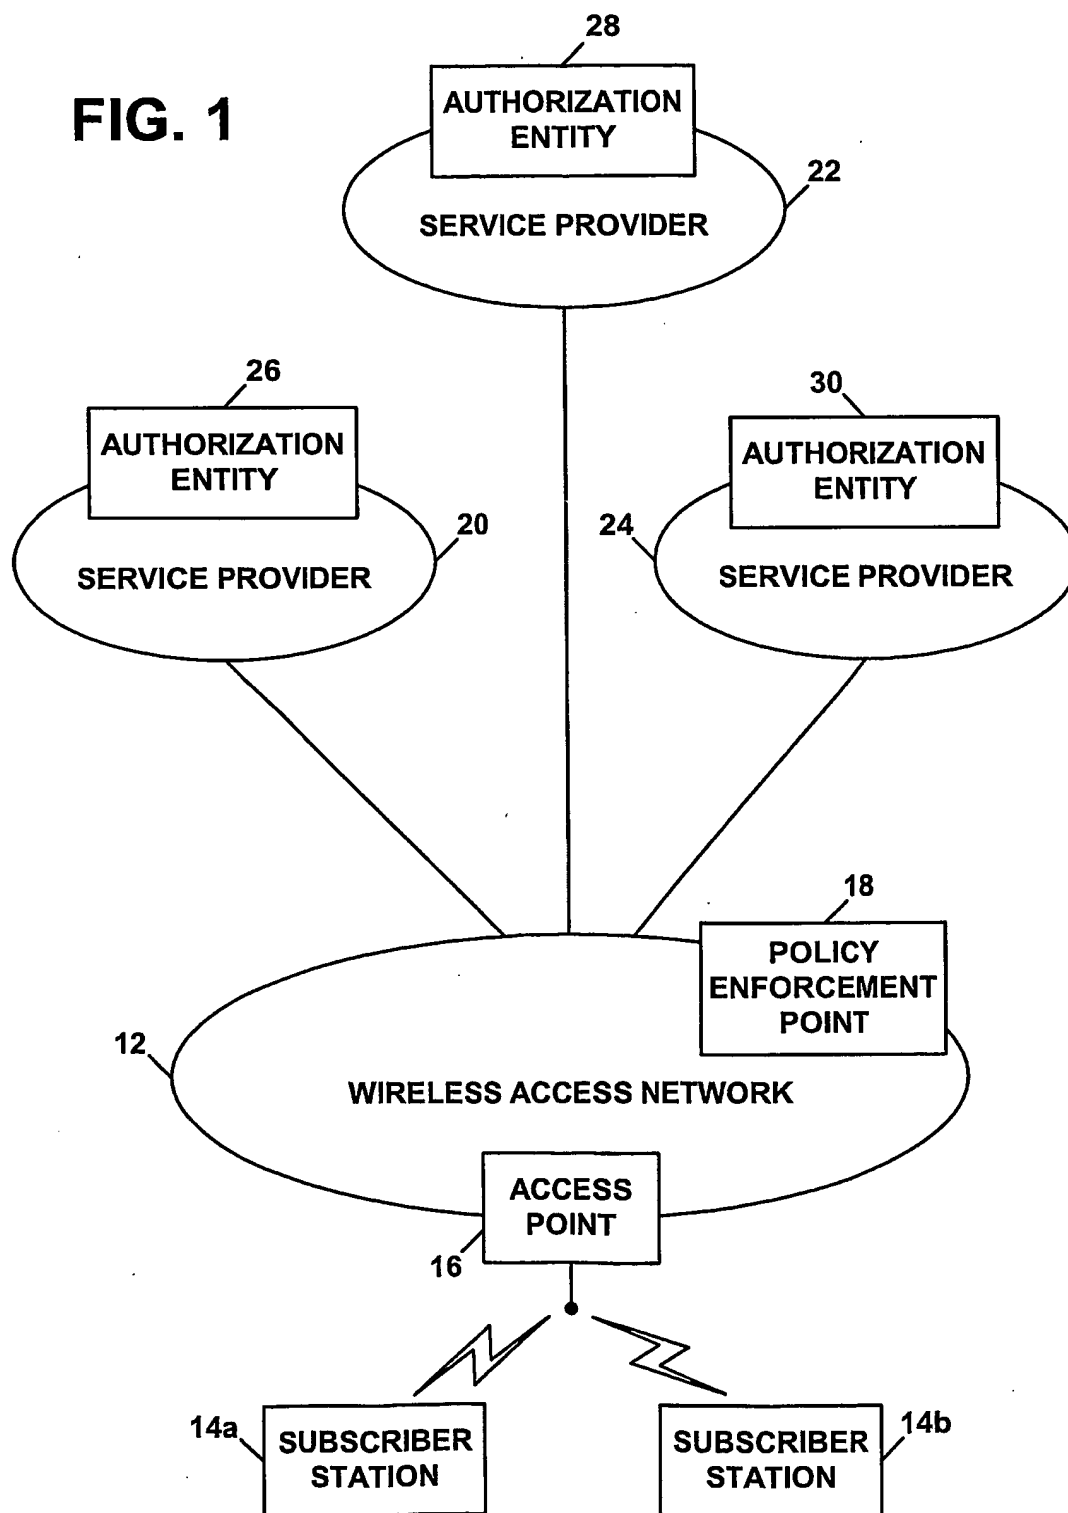 FIG. 1
28
AUTHORIZATION
ENTITY
22
SERVICE PROVIDER
26
AUTHORIZATION
ENTITY
20
SERVICE PROVIDER
30
AUTHORIZATION
ENTITY
24
SERVICE PROVIDER
18
POLICY
ENFORCEMENT
POINT
12
WIRELESS ACCESS NETWORK
ACCESS
POINT
16
14a
SUBSCRIBER
STATION
14b
SUBSCRIBER
STATION